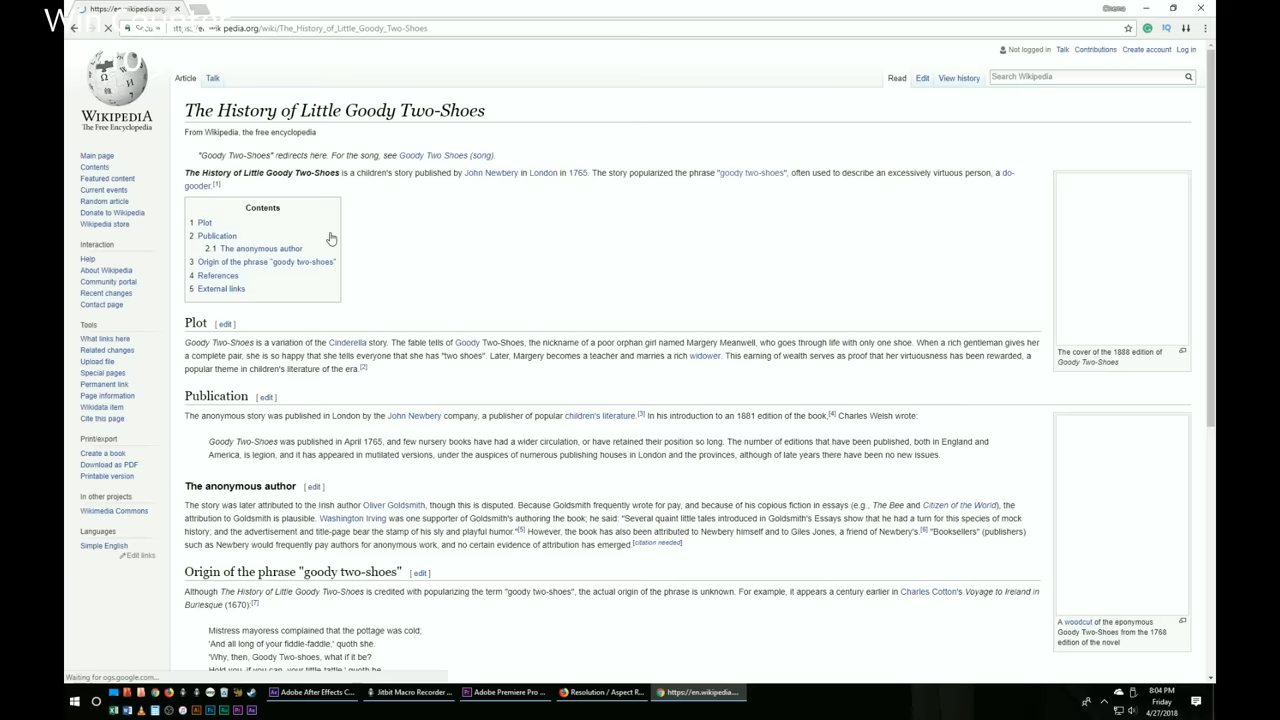 https://en.wikipedia.org/
The History of Little Goody Two-Shoes
https://en.wikipedia.org/wiki/The_History_of_Little_Goody_Two-Shoes
Not logged in Talk Contributions Create account Log in
Article Talk Read Edit View history Search Wikipedia
WIKIPEDIA
The Free Encyclopedia
Main page
Contents
Featured content
Current events
Random article
Donate to Wikipedia
Wikipedia store
Interaction
Help
About Wikipedia
Community portal
Recent changes
Contact page
Tools
What links here
Related changes
Upload file
Special pages
Permanent link
Page information
Wikidata item
Cite this page
Print/export
Create a book
Download as PDF
Printable version
In other projects
Wikimedia Commons
Languages
Simple English
Edit links
From Wikipedia, the free encyclopedia
"Goody Two-Shoes" redirects here. For the song, see Goody Two Shoes (song).
The History of Little Goody Two-Shoes is a children's story published by John Newbery in London in 1765. The story popularized the phrase "goody two-shoes", often used to describe an excessively virtuous person, a do-
gooder.[1]
Contents
1 Plot
2 Publication
2.1 The anonymous author
3 Origin of the phrase "goody two-shoes"
4 References
5 External links
Plot [ edit ]
Goody Two-Shoes is a variation of the Cinderella story. The fable tells of Goody Two-Shoes, the nickname of a poor orphan girl named Margery Meanwell, who goes through life with only one shoe. When a rich gentleman gives her
a complete pair, she is so happy that she tells everyone that she has "two shoes". Later, Margery becomes a teacher and marries a rich widower. This earning of wealth serves as proof that her virtuousness has been rewarded, a
popular theme in children's literature of the era.[2]
Publication [ edit ]
The anonymous story was published in London by the John Newbery company, a publisher of popular children's literature.[3] In his introduction to an 1881 edition of the book,[4] Charles Welsh wrote:
Goody Two-Shoes was published in April 1765, and few nursery books have had a wider circulation, or have retained their position so long. The number of editions that have been published, both in England and
America, is legion, and it has appeared in mutilated versions, under the auspices of numerous publishing houses in London and the provinces, although of late years there have been no new issues.
The anonymous author [ edit ]
The story was later attributed to the Irish author Oliver Goldsmith, though this is disputed. Because Goldsmith frequently wrote for pay, and because of his copious fiction in essays (e.g., The Bee and Citizen of the World), the
attribution to Goldsmith is plausible. Washington Irving was one supporter of Goldsmith's authoring the book; he said: "Several quaint little tales introduced in Goldsmith's Essays show that he had a turn for this species of mock
history; and the advertisement and title-page bear the stamp of his sly and playful humor."[5] However, the book has also been attributed to Newbery himself and to Giles Jones, a friend of Newbery's.[6] "Booksellers" (publishers)
such as Newbery would frequently pay authors for anonymous work, and no certain evidence of attribution has emerged.[citation needed]
Origin of the phrase "goody two-shoes" [ edit ]
Although The History of Little Goody Two-Shoes is credited with popularizing the term "goody two-shoes", the actual origin of the phrase is unknown. For example, it appears a century earlier in Charles Cotton's Voyage to Ireland in
Burlesque (1670):[7]
Mistress mayoress complained that the pottage was cold;
'And all long of your fiddle-faddle,' quoth she.
'Why, then, Goody Two-shoes, what if it be?
Hold you, if you can, your tittle-tattle,' quoth he.
The cover of the 1888 edition of
Goody Two-Shoes
A woodcut of the eponymous
Goody Two-Shoes from the 1768
edition of the novel
Waiting for ogs.google.com...
Adobe After Effects C... Jitbit Macro Recorder ... Adobe Premiere Pro ... Resolution / Aspect R... https://en.wikipedia....
8:04 PM
Friday
4/27/2018